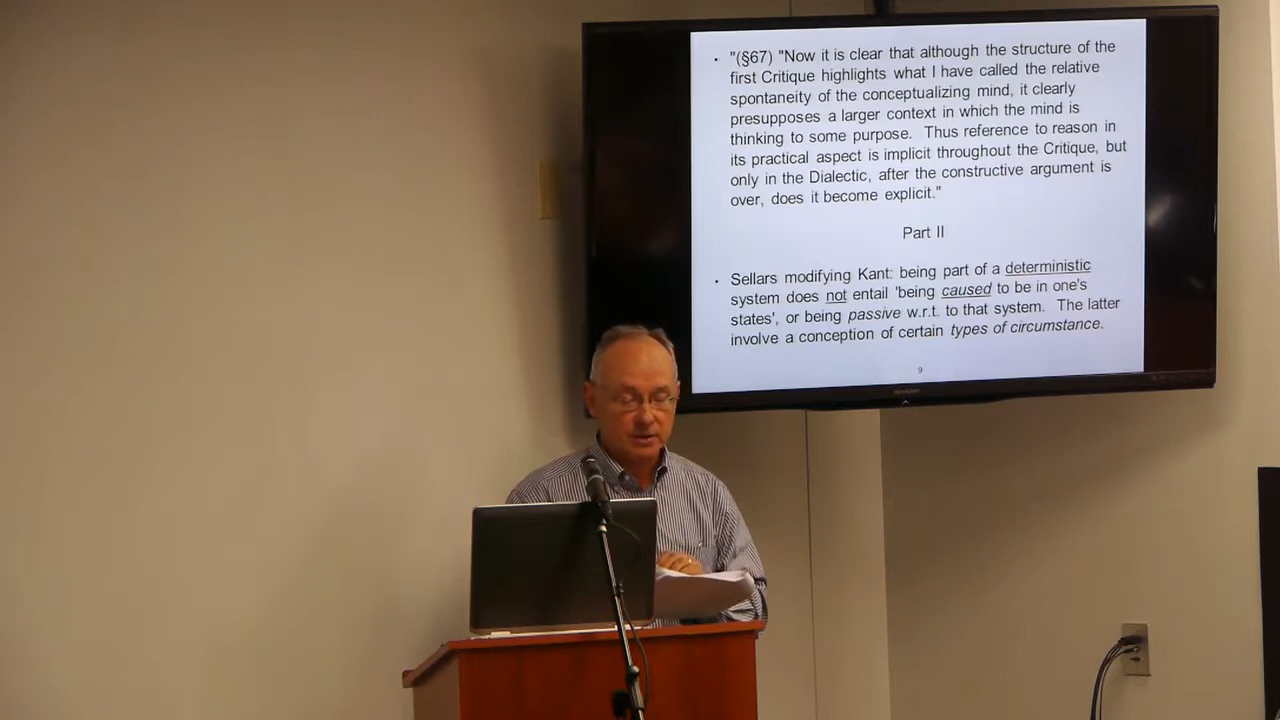 • "(§67) "Now it is clear that although the structure of the
first Critique highlights what I have called the relative
spontaneity of the conceptualizing mind, it clearly
presupposes a larger context in which the mind is
thinking to some purpose. Thus reference to reason in
its practical aspect is implicit throughout the Critique, but
only in the Dialectic, after the constructive argument is
over, does it become explicit."
Part II
• Sellars modifying Kant: being part of a deterministic
system does not entail 'being caused to be in one's
states', or being passive w.r.t. to that system. The latter
involve a conception of certain types of circumstance.
9
SHARP